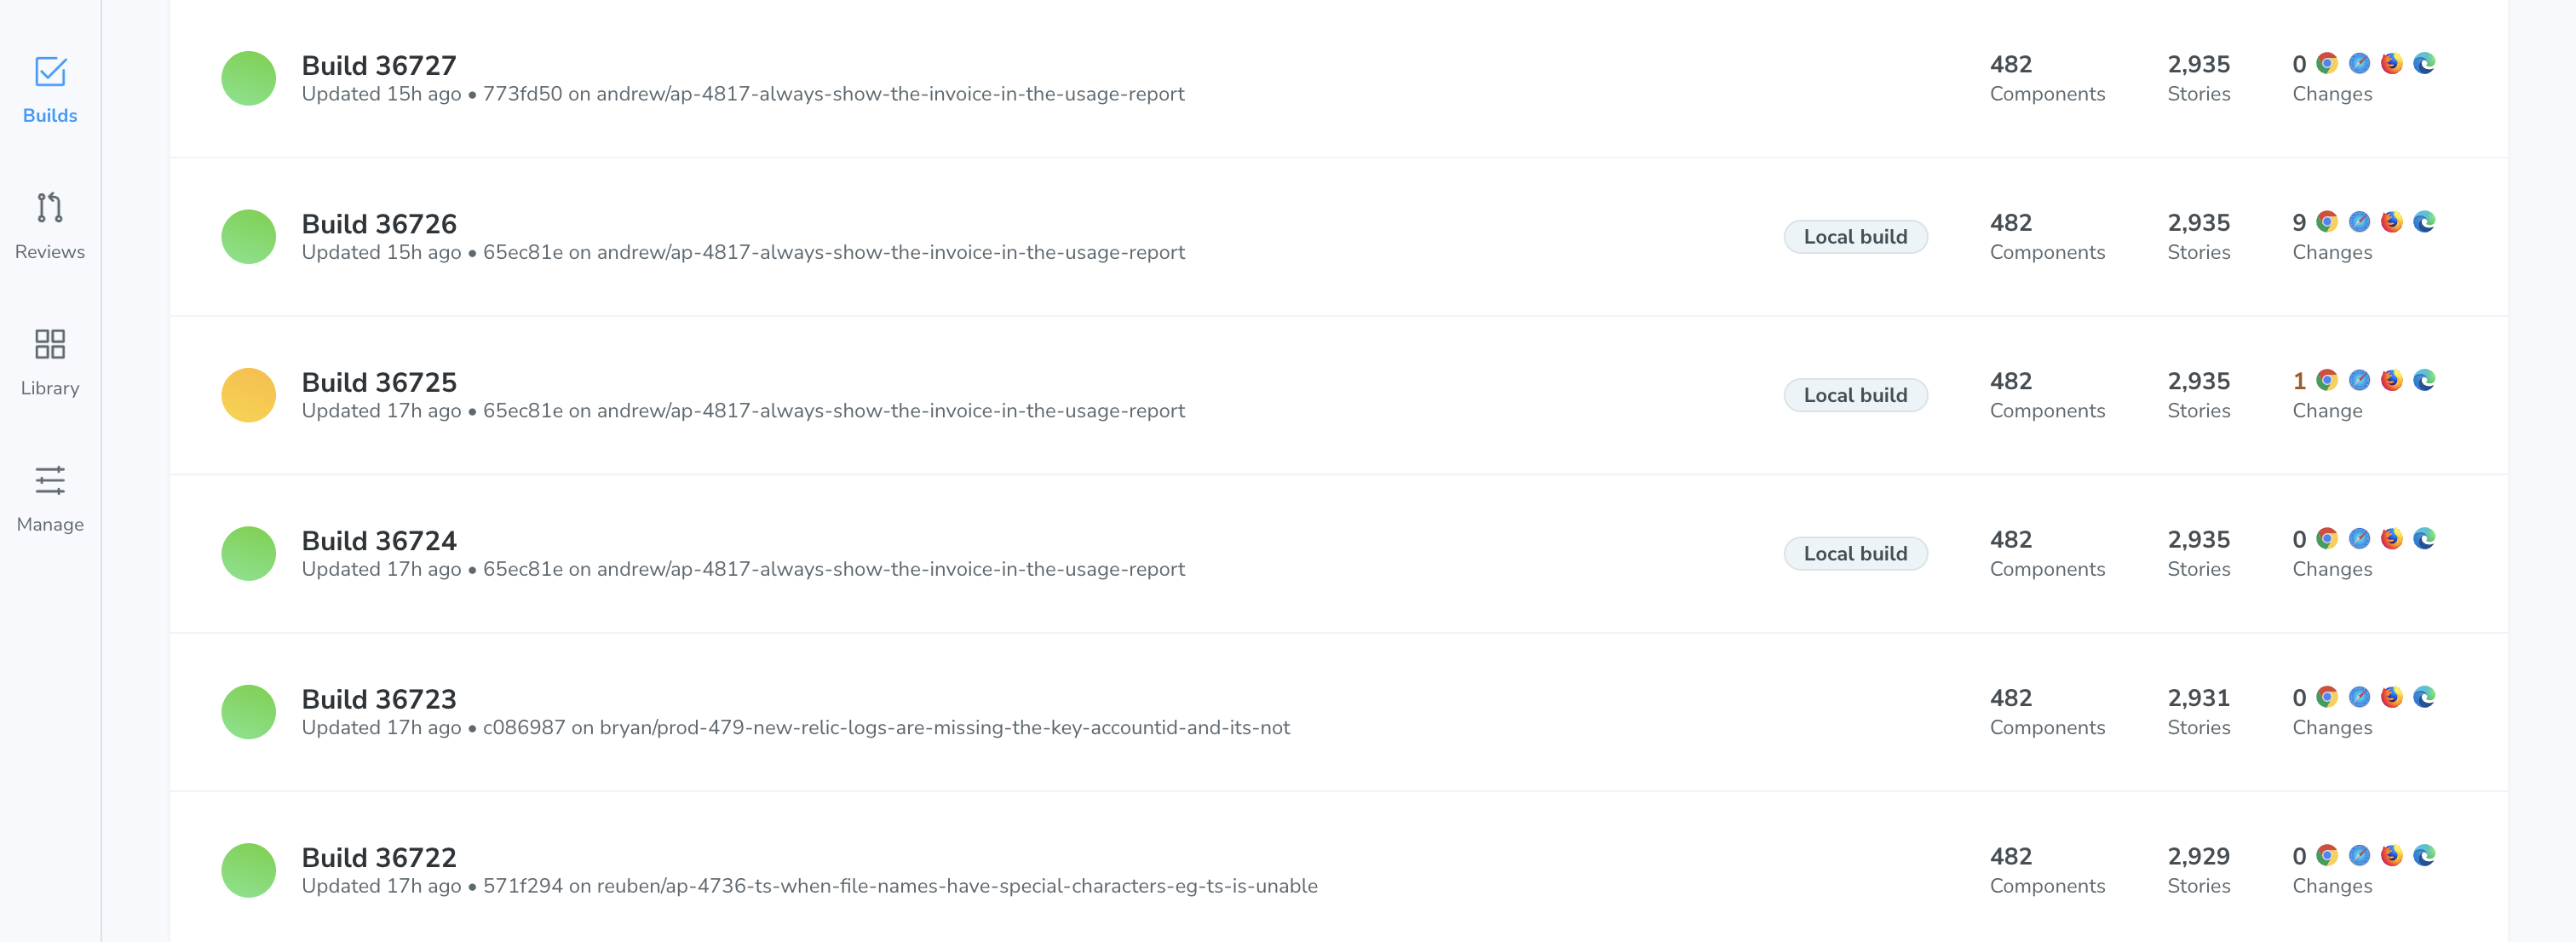 Builds
Reviews
Library
Manage
Build 36727
Updated 15h ago • 773fd50 on andrew/ap-4817-always-show-the-invoice-in-the-usage-report
482
Components
2,935
Stories
0
Changes
Build 36726
Updated 15h ago • 65ec81e on andrew/ap-4817-always-show-the-invoice-in-the-usage-report
Local build
482
Components
2,935
Stories
9
Changes
Build 36725
Updated 17h ago • 65ec81e on andrew/ap-4817-always-show-the-invoice-in-the-usage-report
Local build
482
Components
2,935
Stories
1
Change
Build 36724
Updated 17h ago • 65ec81e on andrew/ap-4817-always-show-the-invoice-in-the-usage-report
Local build
482
Components
2,935
Stories
0
Changes
Build 36723
Updated 17h ago • c086987 on bryan/prod-479-new-relic-logs-are-missing-the-key-accountid-and-its-not
482
Components
2,931
Stories
0
Changes
Build 36722
Updated 17h ago • 571f294 on reuben/ap-4736-ts-when-file-names-have-special-characters-eg-ts-is-unable
482
Components
2,929
Stories
0
Changes